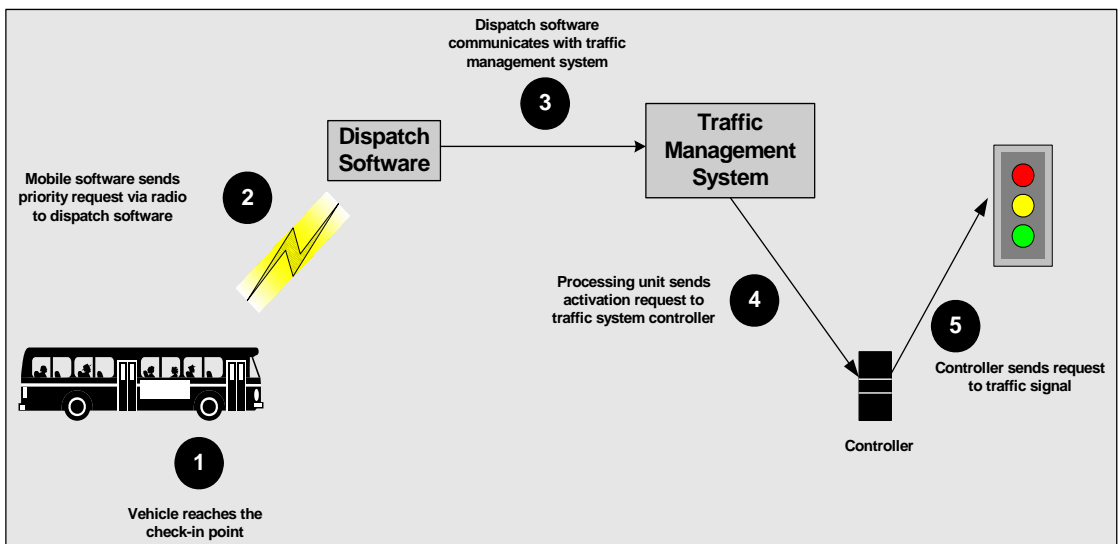 Dispatch software
communicates with traffic
management system
3
Dispatch
Software
Traffic
Management
System
Mobile software sends
priority request via radio
to dispatch software
2
Processing unit sends
activation request to
traffic system controller
4
5
Controller sends request
to traffic signal
Controller
1
Vehicle reaches the
check-in point